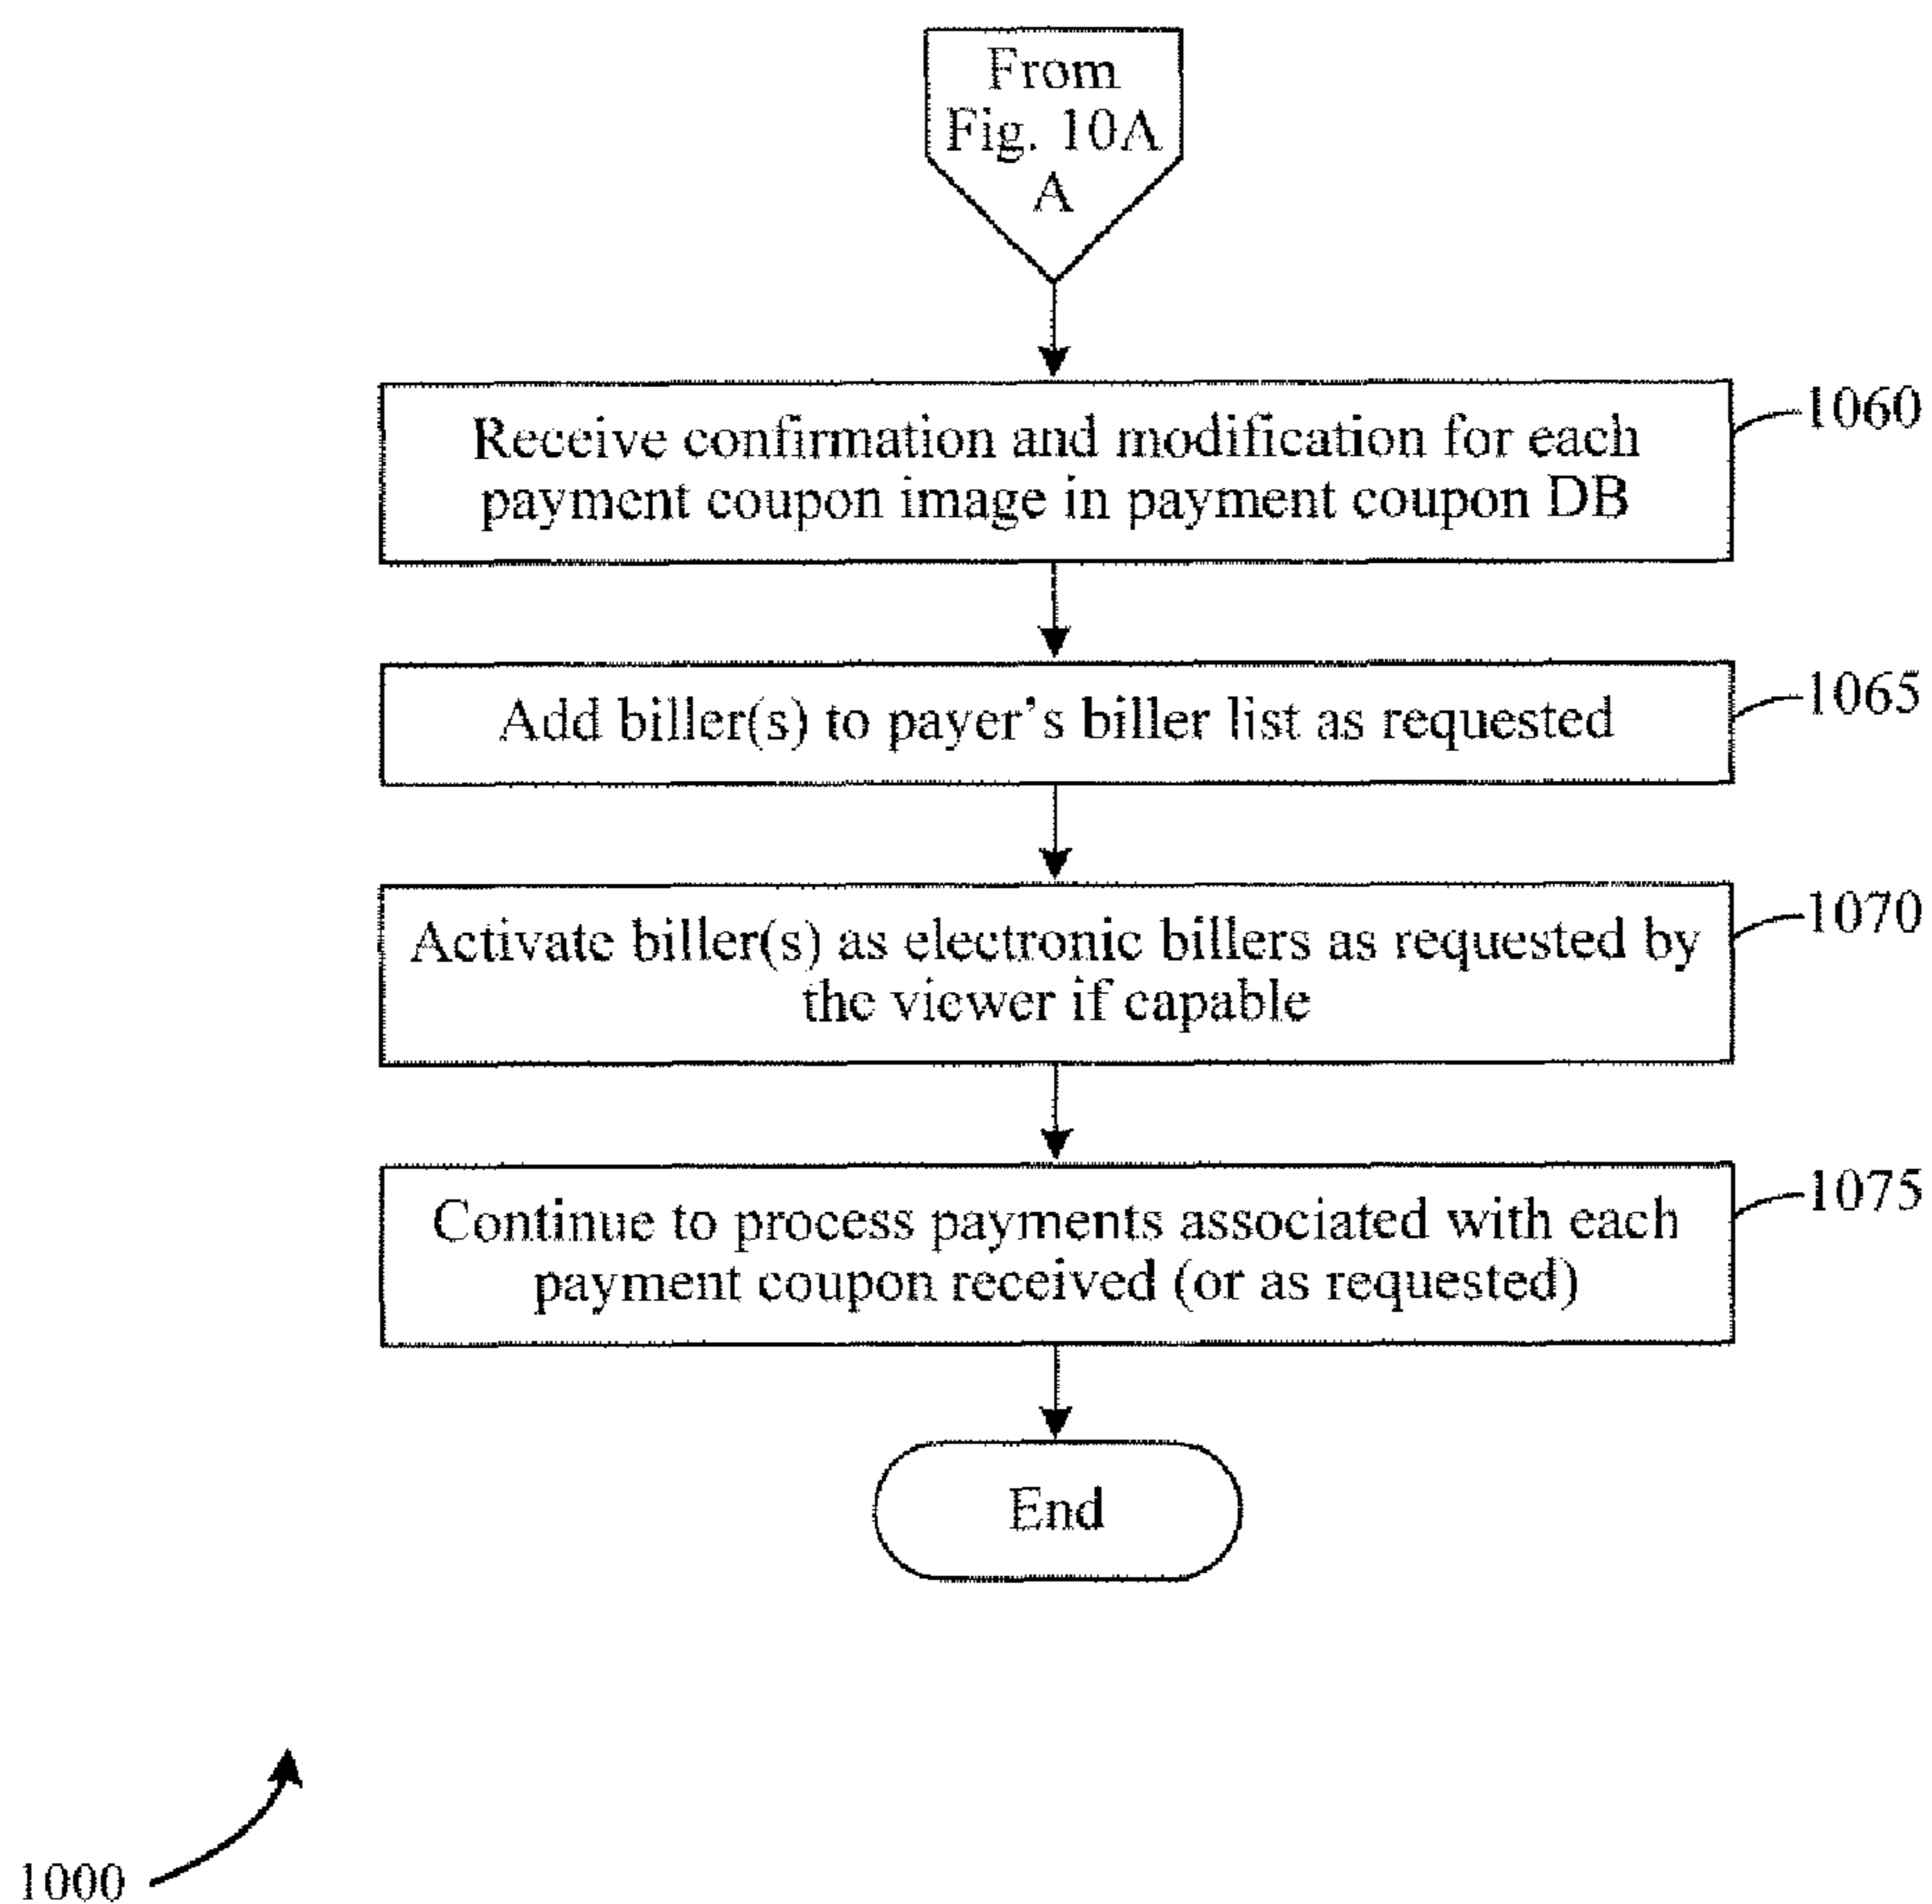 From
Fig. 10A
A
Receive confirmation and modification for each
payment coupon image in payment coupon DB
1060
Add biller(s) to payer's biller list as requested
1065
Activate biller(s) as electronic billers as requested by
the viewer if capable
1070
Continue to process payments associated with each
payment coupon received (or as requested)
1075
End
1000